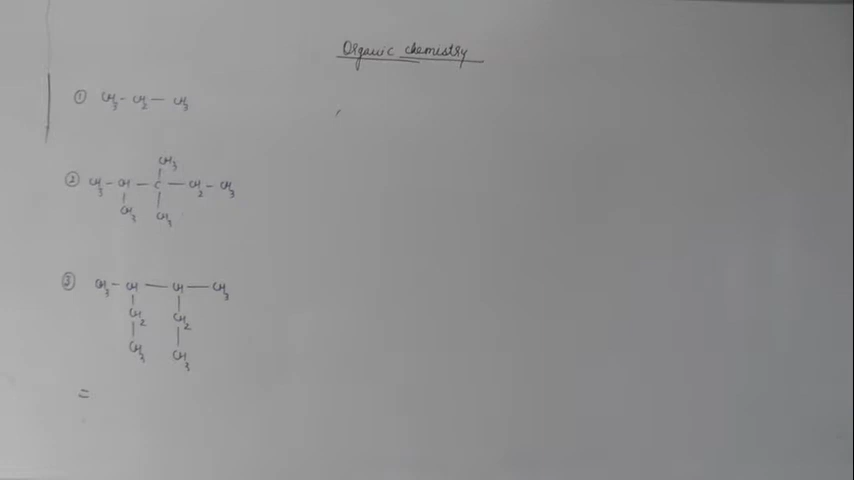 Organic chemistry
① CH3 - CH2 - CH3
CH3
② CH3 - CH - C - CH2 - CH3
CH3 CH3
③ CH3 - CH - CH - CH3
CH2 CH2
CH3 CH3
=